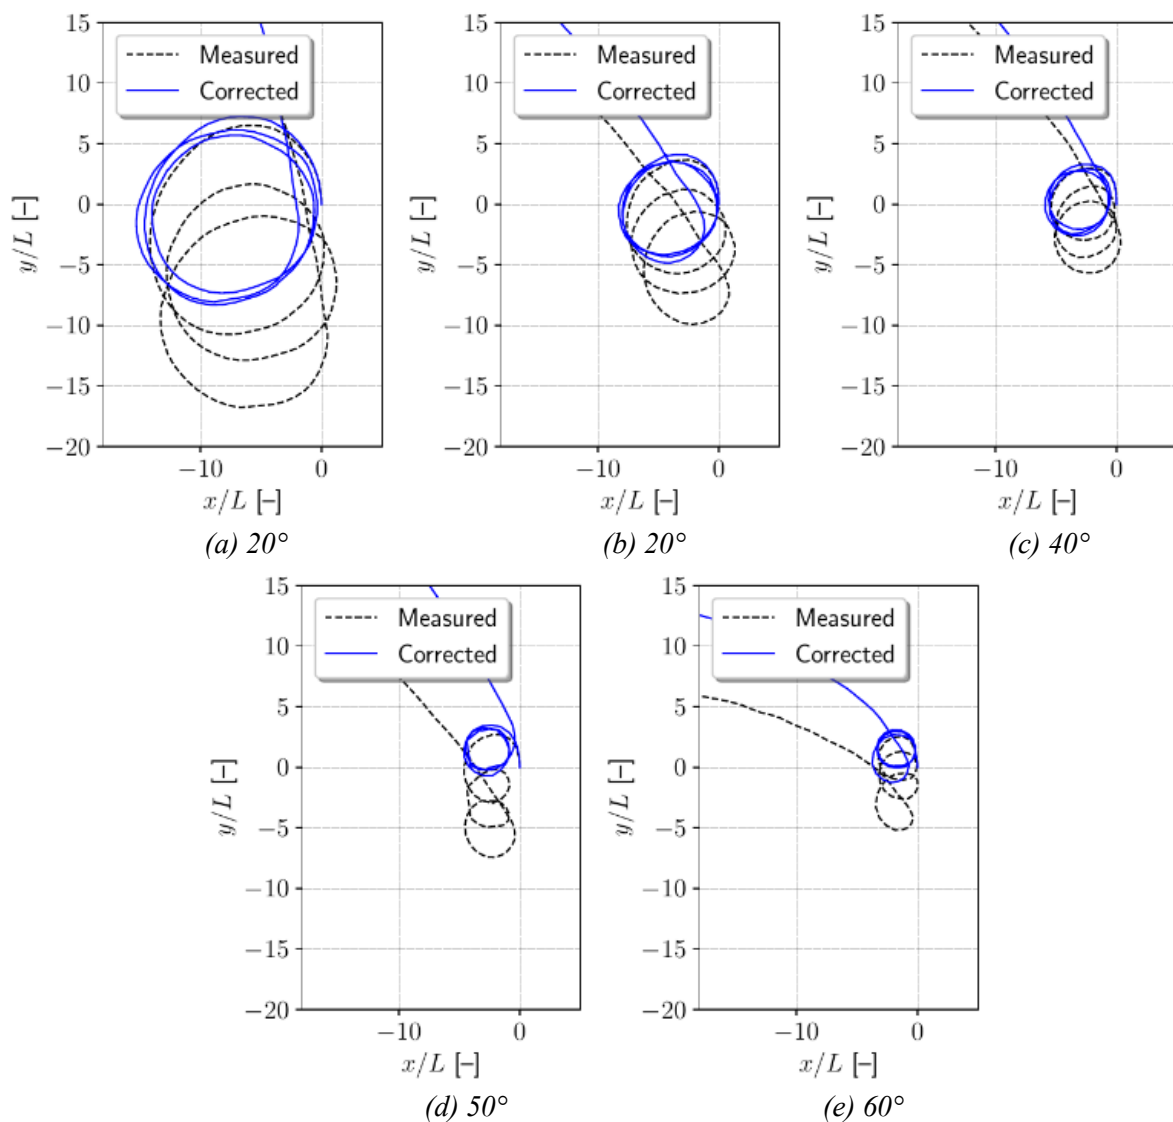 15
10
5
0
−5
−10
−15
−20
y/L [–]
Measured
Corrected
−10
0
x/L [–]
(a) 20°
15
10
5
0
−5
−10
−15
−20
y/L [–]
Measured
Corrected
−10
0
x/L [–]
(b) 20°
15
10
5
0
−5
−10
−15
−20
y/L [–]
Measured
Corrected
−10
0
x/L [–]
(c) 40°
15
10
5
0
−5
−10
−15
−20
y/L [–]
Measured
Corrected
−10
0
x/L [–]
(d) 50°
15
10
5
0
−5
−10
−15
−20
y/L [–]
Measured
Corrected
−10
0
x/L [–]
(e) 60°